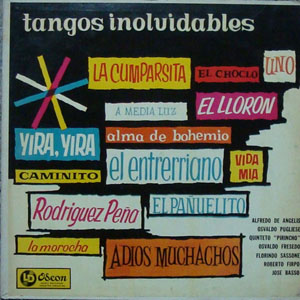 tangos inolvidables
LA CUMPARSITA
EL CHOCLO
UNO
A MEDIA LUZ
EL LLORON
YIRA, YIRA
alma de bohemio
el entrerriano
VIDA
MIA
CAMINITO
Rodriguez Peña
EL PAÑUELITO
la morocha
ADIOS MUCHACHOS
ALFREDO DE ANGELIS
OSVALDO PUGLIESE
QUINTETO "PIRINCHO"
OSVALDO FRESEDO
FLORINDO SASSONE
ROBERTO FIRPO
JOSE BASSO
Odeon